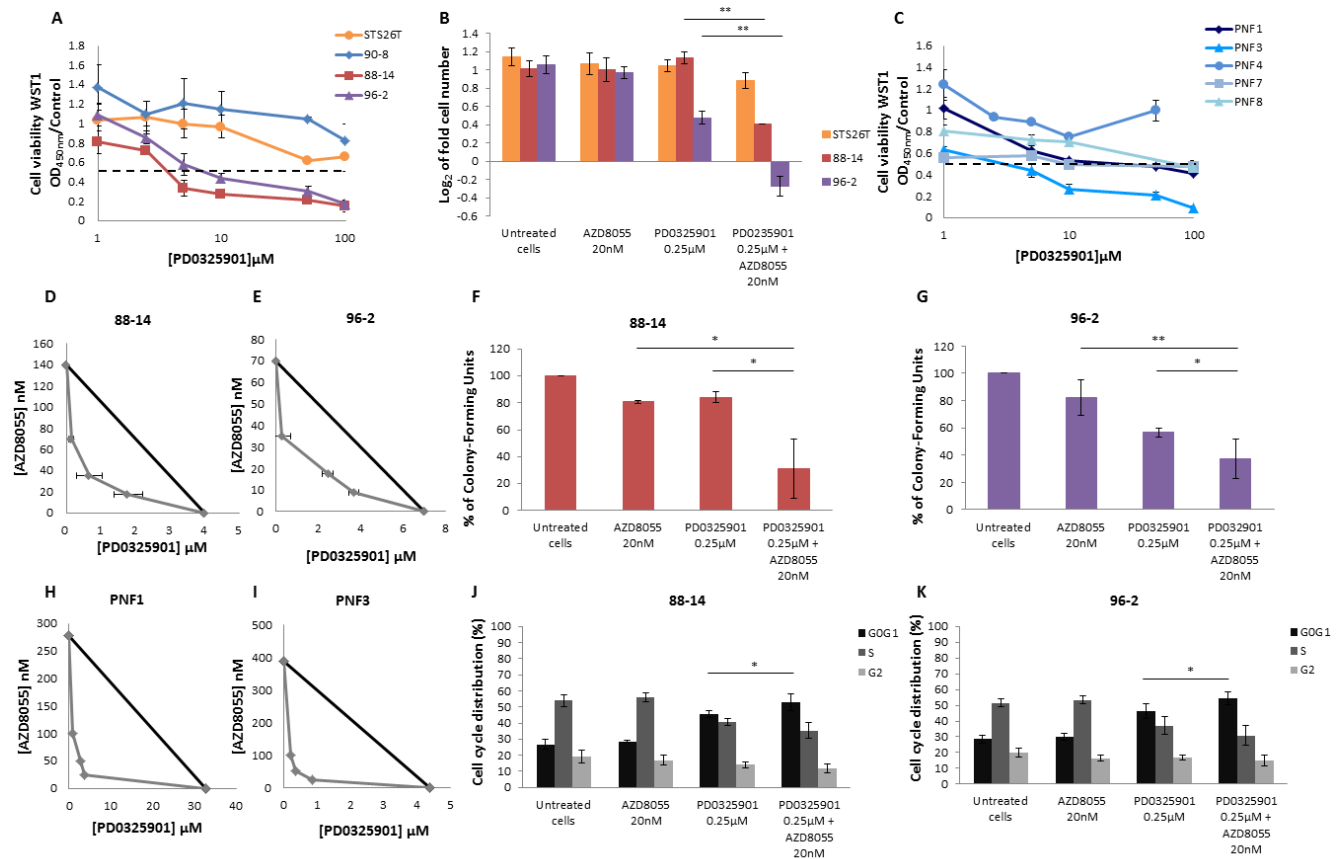 A
Cell viability WST1
OD450nm/Control
1.8
1.6
1.4
1.2
1
0.8
0.6
0.4
0.2
0
1
10
100
[PD0325901]µM
STS26T
90-8
88-14
96-2
B
Log2 of fold cell number
1.4
1.2
1
0.8
0.6
0.4
0.2
0
-0.2
-0.4
-0.6
**
**
Untreated
cells
AZD8055
20nM
PD0325901
0.25µM
PD0235901
0.25µM +
AZD8055
20nM
STS26T
88-14
96-2
C
Cell viability WST1
OD450nm/Control
1.6
1.4
1.2
1
0.8
0.6
0.4
0.2
0
1
10
100
[PD0325901]µM
PNF1
PNF3
PNF4
PNF7
PNF8
D
88-14
[AZD8055] nM
160
140
120
100
80
60
40
20
0
0
1
2
3
4
5
[PD0325901] µM
E
96-2
[AZD8055] nM
80
70
60
50
40
30
20
10
0
0
2
4
6
8
[PD0325901] µM
F
88-14
% of Colony-Forming Units
120
100
80
60
40
20
0
*
*
Untreated
cells
AZD8055
20nM
PD0325901
0.25µM
PD0325901
0.25µM +
AZD8055
20nM
G
96-2
% of Colony-Forming Units
120
100
80
60
40
20
0
**
*
Untreated
cells
AZD8055
20nM
PD0325901
0.25µM
PD032901
0.25µM +
AZD8055
20nM
H
PNF1
[AZD8055] nM
300
250
200
150
100
50
0
0
10
20
30
40
[PD0325901] µM
I
PNF3
[AZD8055] nM
500
400
300
200
100
0
0
1
2
3
4
5
[PD0325901] µM
J
88-14
Cell cycle distribution (%)
100
90
80
70
60
50
40
30
20
10
0
*
Untreated
cells
AZD8055
20nM
PD0325901
0.25µM
PD0325901
0.25µM +
AZD8055
20nM
G0G1
S
G2
K
96-2
Cell cycle distribution (%)
100
90
80
70
60
50
40
30
20
10
0
*
Untreated
cells
AZD8055
20nM
PD0325901
0.25µM
PD0325901
0.25µM +
AZD8055
20nM
G0G1
S
G2